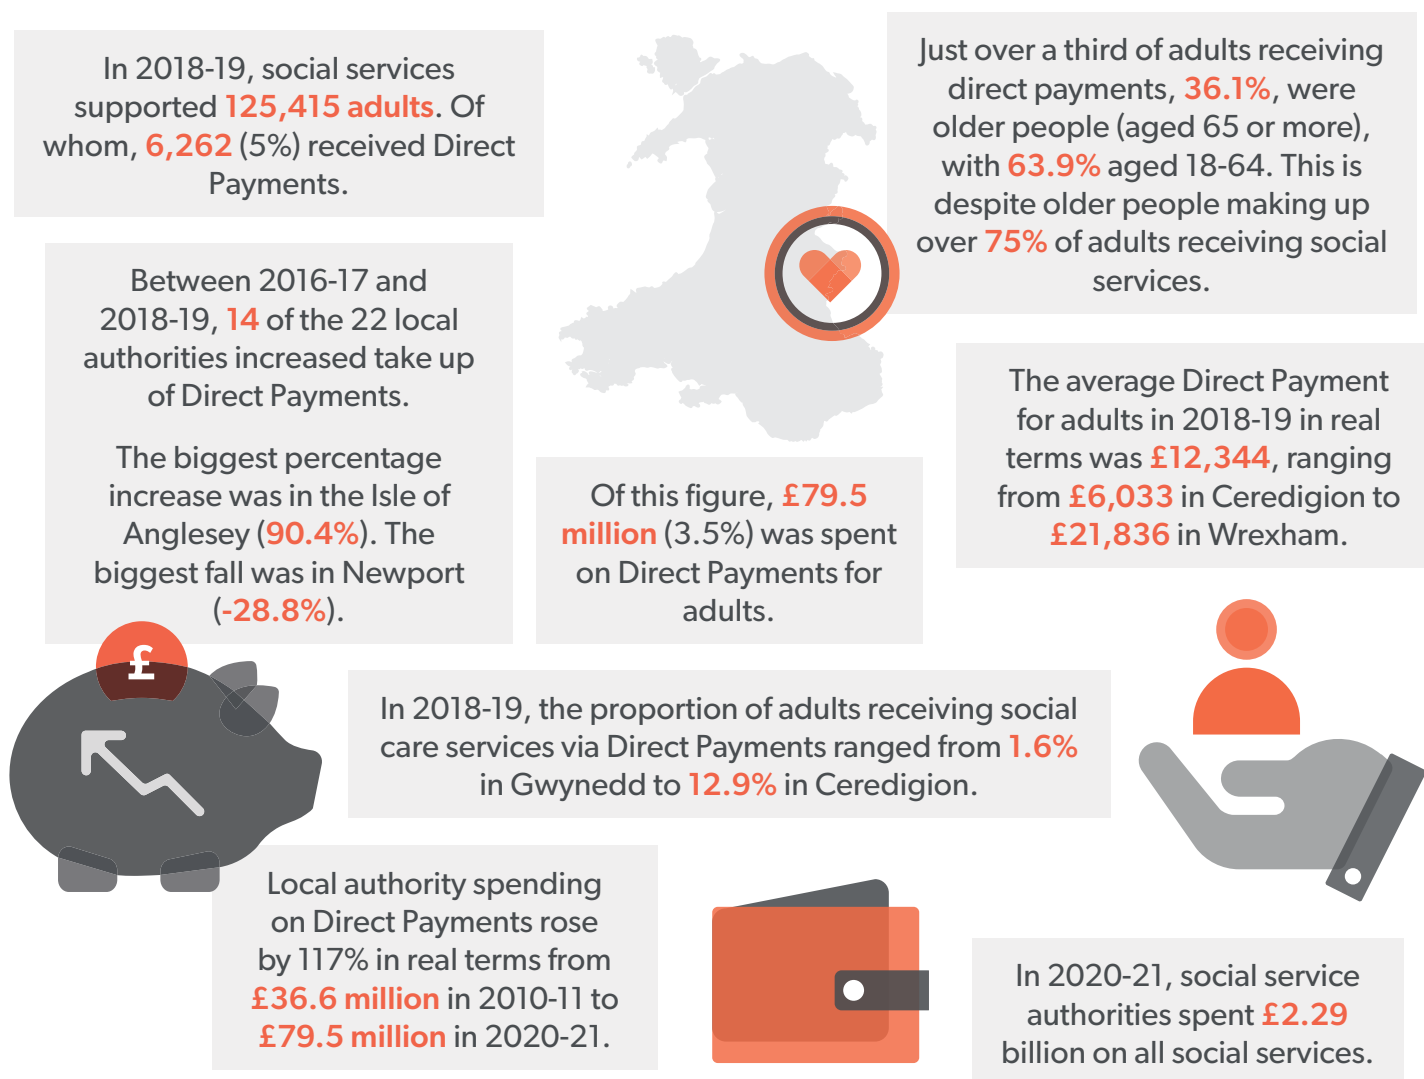 In 2018-19, social services
supported 125,415 adults. Of
whom, 6,262 (5%) received Direct
Payments.
Just over a third of adults receiving
direct payments, 36.1%, were
older people (aged 65 or more),
with 63.9% aged 18-64. This is
despite older people making up
over 75% of adults receiving social
services.
Between 2016-17 and
2018-19, 14 of the 22 local
authorities increased take up
of Direct Payments.
The biggest percentage
increase was in the Isle of
Anglesey (90.4%). The
biggest fall was in Newport
(-28.8%).
The average Direct Payment
for adults in 2018-19 in real
terms was £12,344, ranging
from £6,033 in Ceredigion to
£21,836 in Wrexham.
Of this figure, £79.5
million (3.5%) was spent
on Direct Payments for
adults.
£
In 2018-19, the proportion of adults receiving social
care services via Direct Payments ranged from 1.6%
in Gwynedd to 12.9% in Ceredigion.
Local authority spending
on Direct Payments rose
by 117% in real terms from
£36.6 million in 2010-11 to
£79.5 million in 2020-21.
In 2020-21, social service
authorities spent £2.29
billion on all social services.